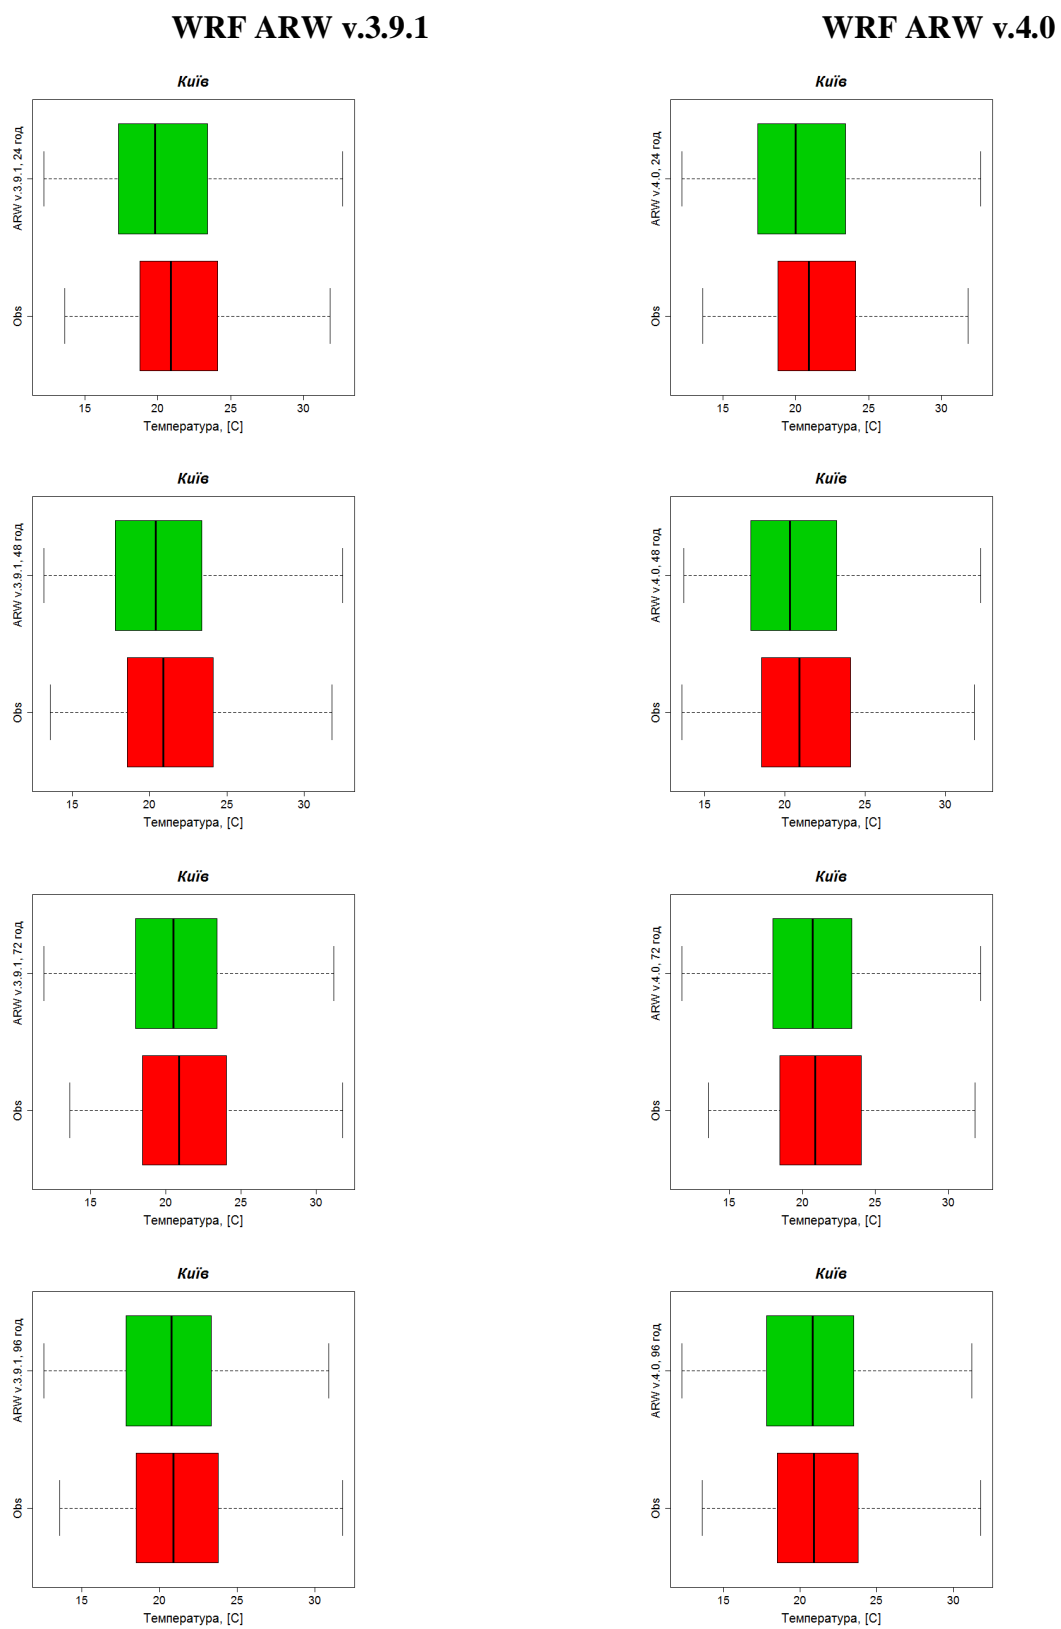 WRF ARW v.3.9.1
WRF ARW v.4.0
Київ
ARW v.3.9.1, 24 год
Obs
15 20 25 30
Температура, [C]
Київ
ARW v.4.0, 24 год
Obs
15 20 25 30
Температура, [C]
Київ
ARW v.3.9.1, 48 год
Obs
15 20 25 30
Температура, [C]
Київ
ARW v.4.0, 48 год
Obs
15 20 25 30
Температура, [C]
Київ
ARW v.3.9.1, 72 год
Obs
15 20 25 30
Температура, [C]
Київ
ARW v.4.0, 72 год
Obs
15 20 25 30
Температура, [C]
Київ
ARW v.3.9.1, 96 год
Obs
15 20 25 30
Температура, [C]
Київ
ARW v.4.0, 96 год
Obs
15 20 25 30
Температура, [C]